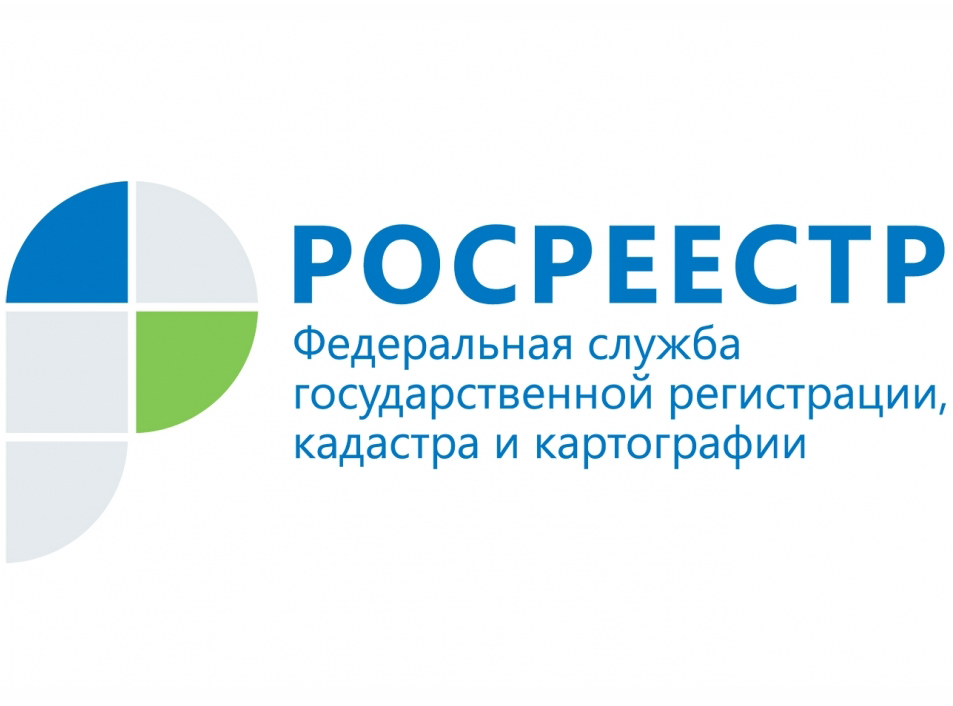 РОСРЕЕСТР
Федеральная служба
государственной регистрации,
кадастра и картографии